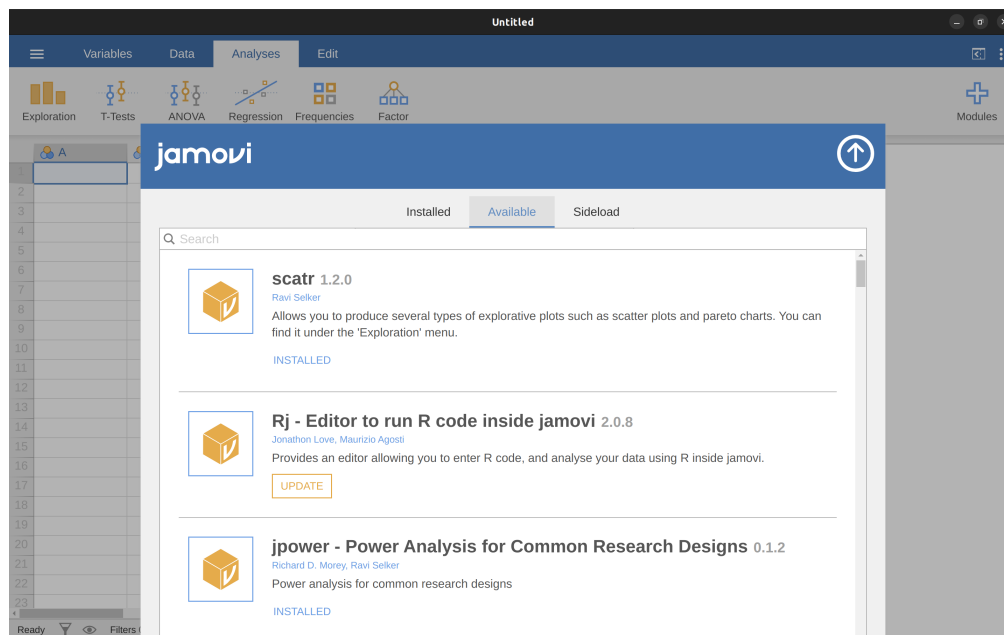 Untitled
Variables Data Analyses Edit
Exploration T-Tests ANOVA Regression Frequencies Factor Modules
A
jamovi
Installed Available Sideload
Search
scatr 1.2.0
Ravi Selker
Allows you to produce several types of explorative plots such as scatter plots and pareto charts. You can
find it under the 'Exploration' menu.
INSTALLED
Rj - Editor to run R code inside jamovi 2.0.8
Jonathon Love, Maurizio Agosti
Provides an editor allowing you to enter R code, and analyse your data using R inside jamovi.
UPDATE
jpower - Power Analysis for Common Research Designs 0.1.2
Richard D. Morey, Ravi Selker
Power analysis for common research designs
INSTALLED
1
2
3
4
5
6
7
8
9
10
11
12
13
14
15
16
17
18
19
20
21
22
23
Ready Filters